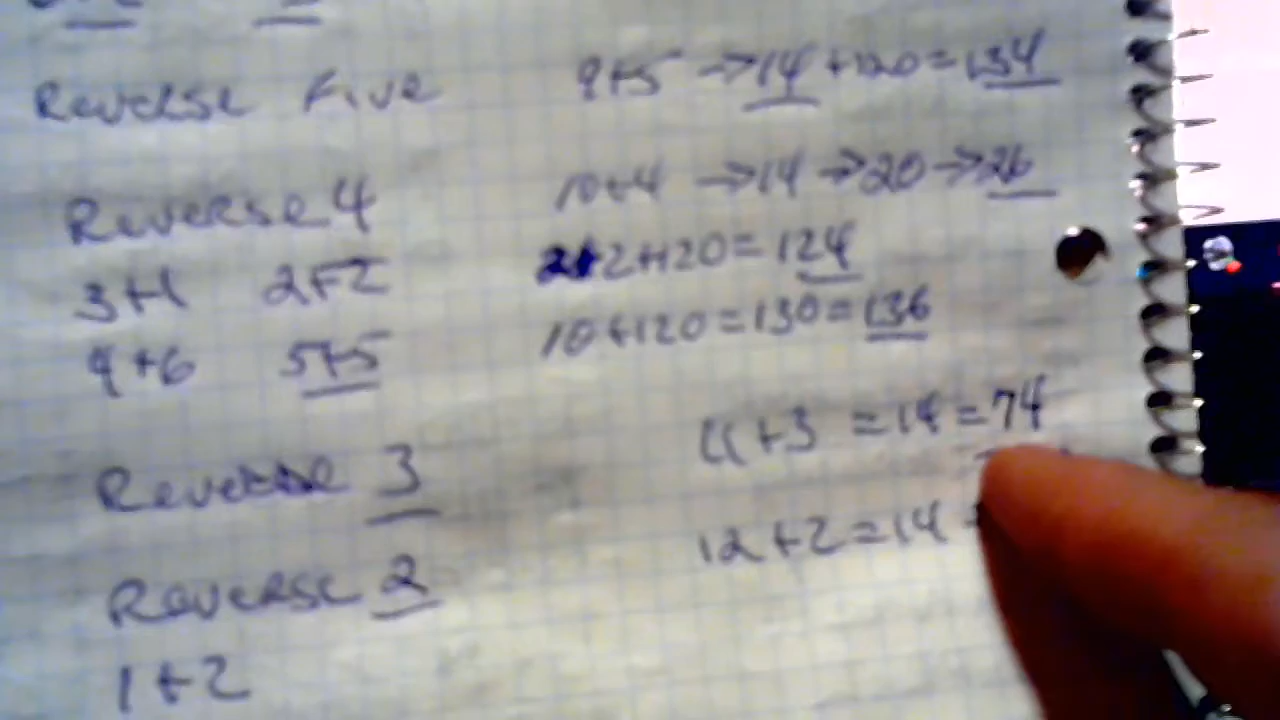 Reverse Five 9+5 →14 +120=134
Reverse 4 10+4 →14 →20 →26
3+1 2+2 2+2+120=124
9+6 5+5 10+120=130=136
Reverse 3 11+3 =14=74
Reverse 2 12+2=14
1+2